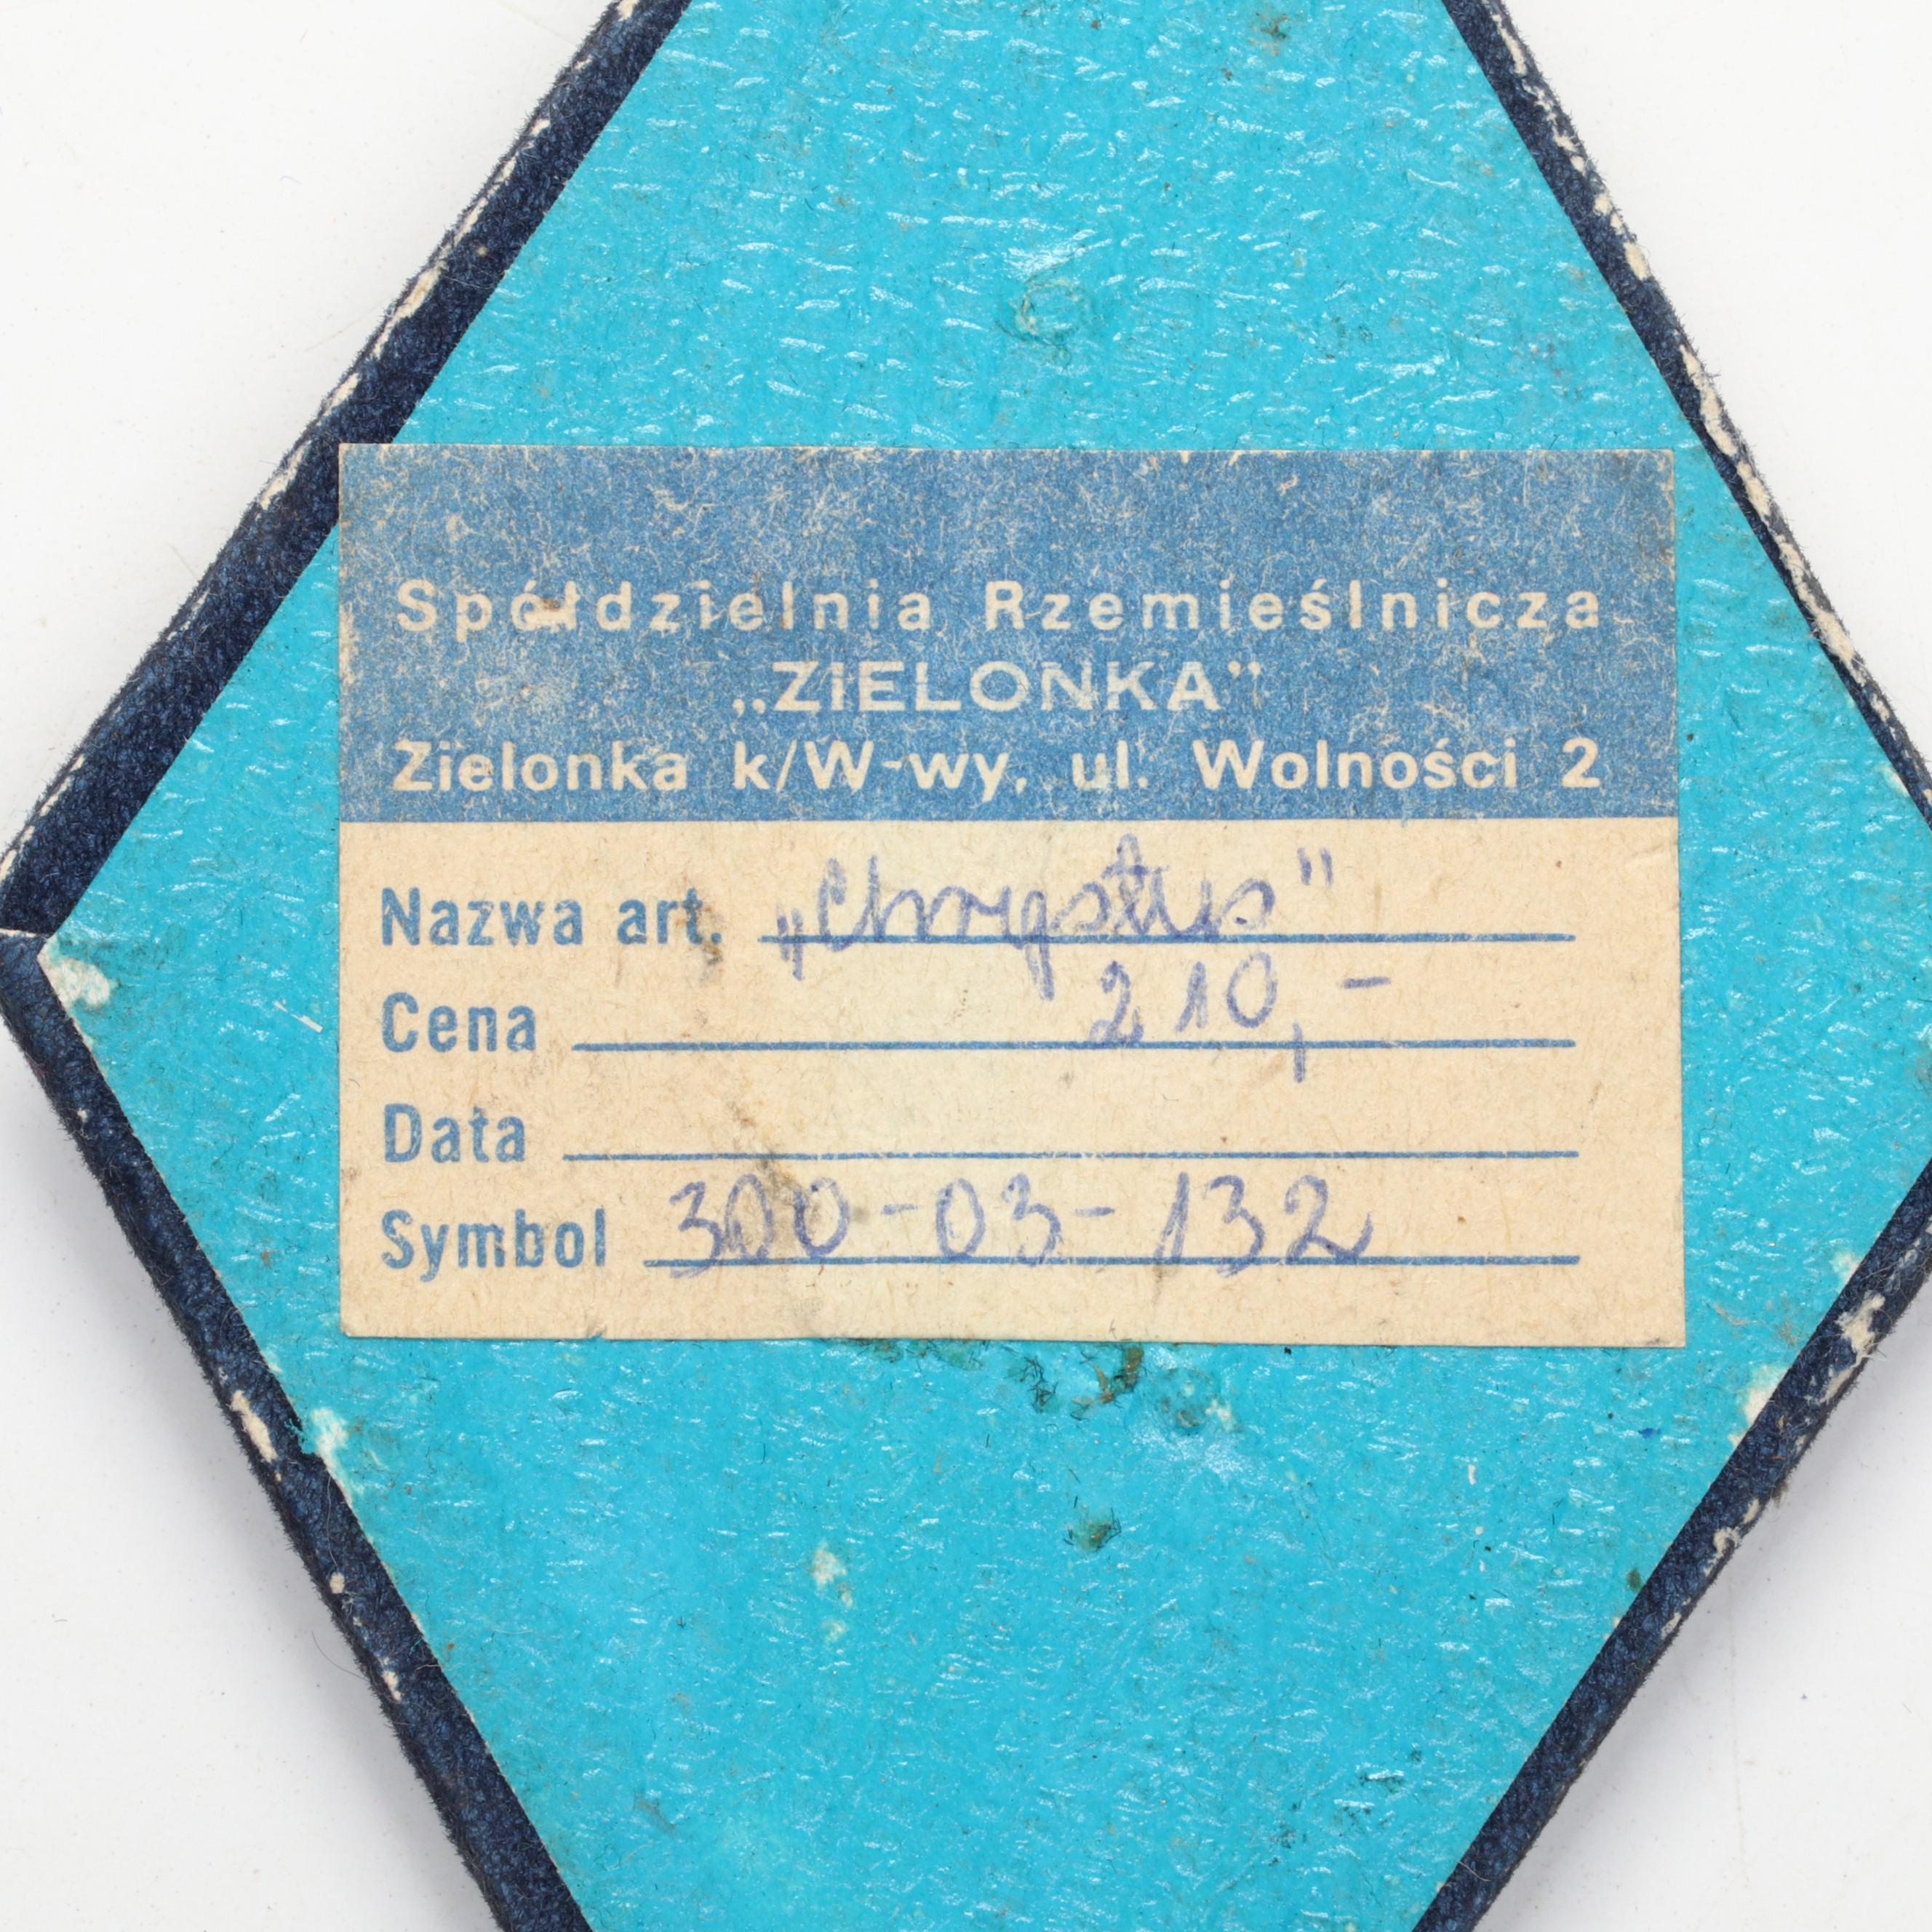 Spółdzielnia Rzemieślnicza
„ZIELONKA”
Zielonka k/W-wy, ul. Wolności 2
Nazwa art. „Chrystus”
Cena 210,-
Data
Symbol 300-03-132